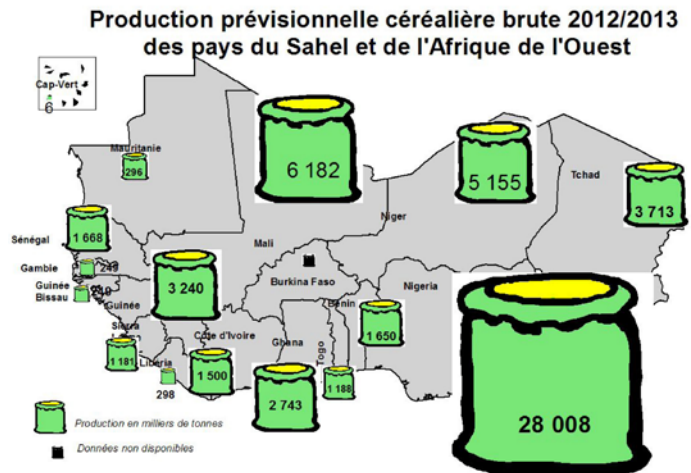 Production prévisionnelle céréalière brute 2012/2013
des pays du Sahel et de l'Afrique de l'Ouest
Cap-Vert
6
Mauritanie
296
6 182
5 155
Tchad
3 713
Niger
1 668
Sénégal
Mali
Gambie
249
Guinée
Bissau
3 240
Burkina Faso
Nigeria
Guinée
Bénin
1 650
Sierra
Côte d'Ivoire
Ghana
Togo
1 181
Liberia
298
1 500
2 743
1 188
28 008
Production en milliers de tonnes
Données non disponibles